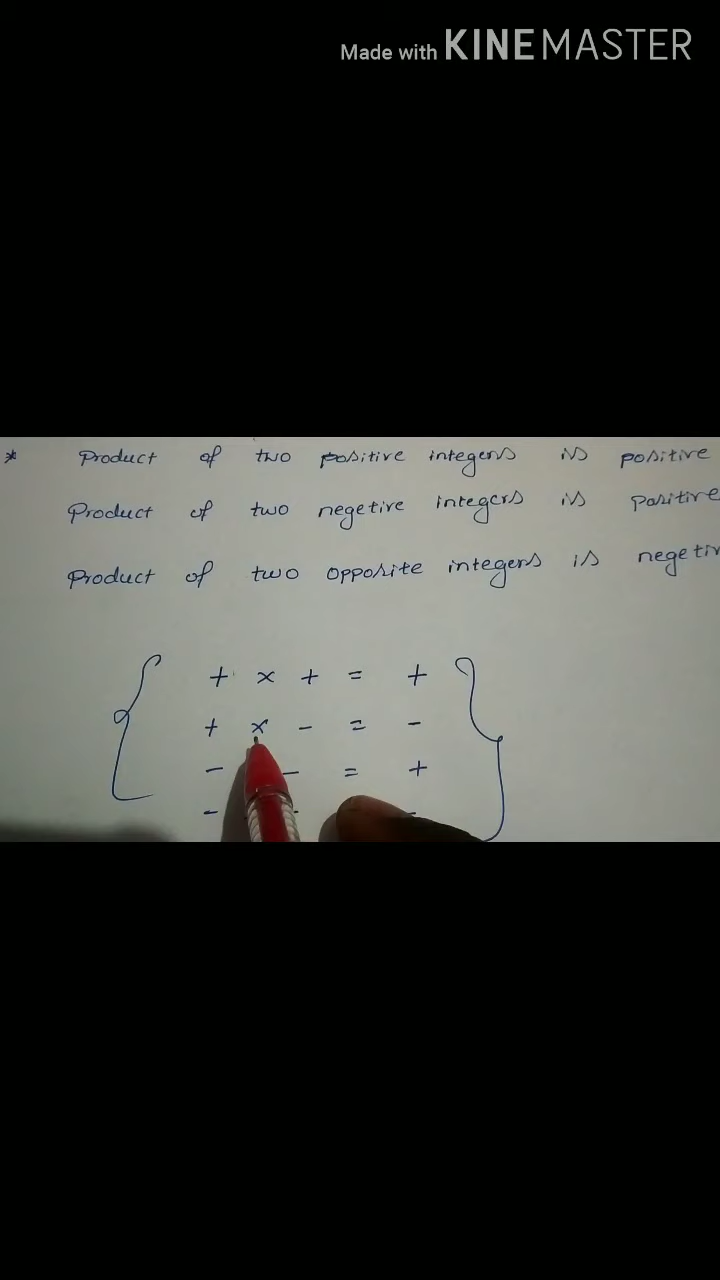 Made with KINEMASTER
* Product of two positive integers is positive
Product of two negetive integers is positive
Product of two opposite integers is negetiv
+ × + = +
+ × - = -
- - = +
- - -